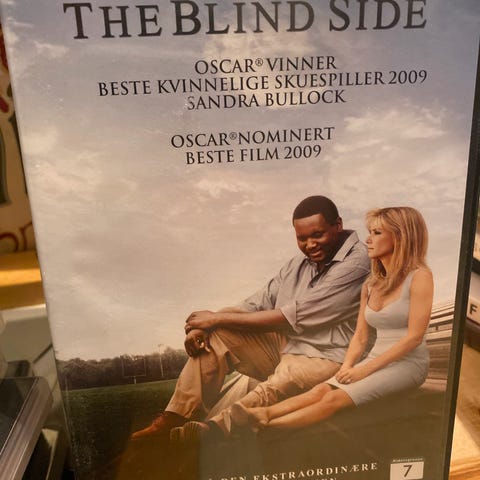 THE BLIND SIDE
OSCAR® VINNER
BESTE KVINNELIGE SKUESPILLER 2009
SANDRA BULLOCK
OSCAR® NOMINERT
BESTE FILM 2009
DEN EKSTRAORDINÆRE
7